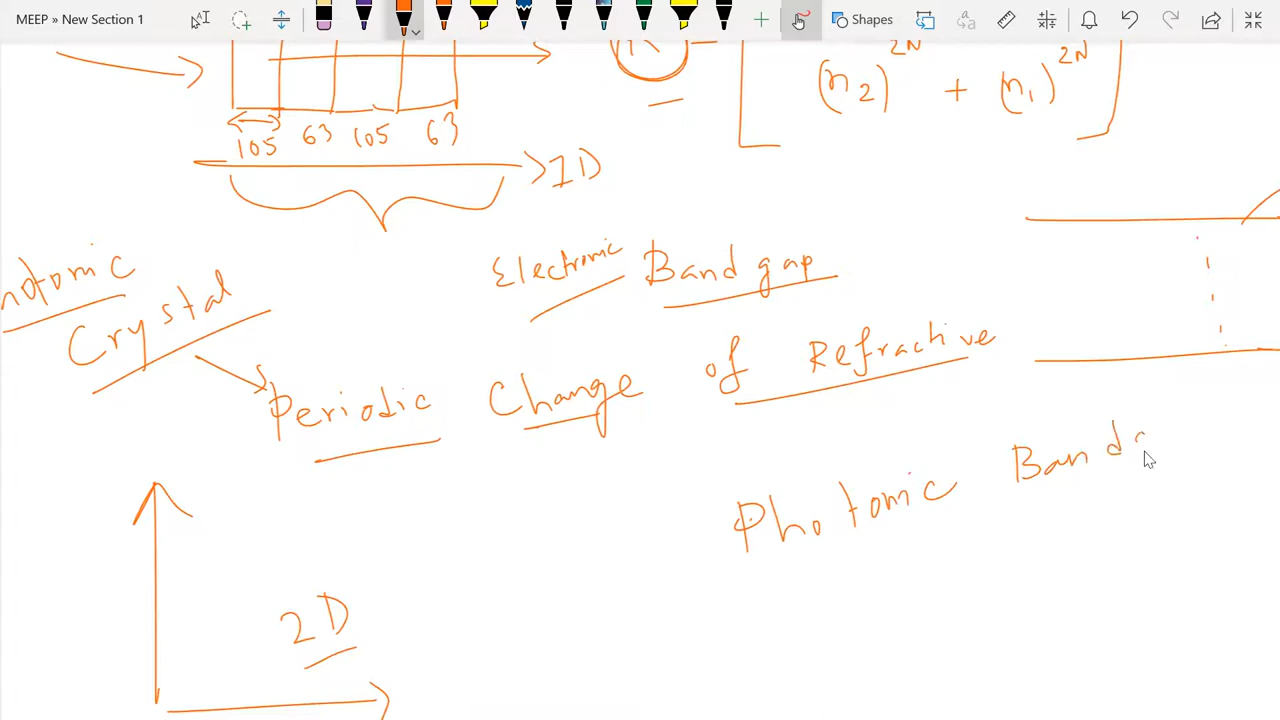 MEEP » New Section 1
Shapes
2N 2N
(n2) + (n1)
105 63 105 63
1D
Electronic Band gap
Crystal
Periodic Change of Refractive
Photonic Band
2D